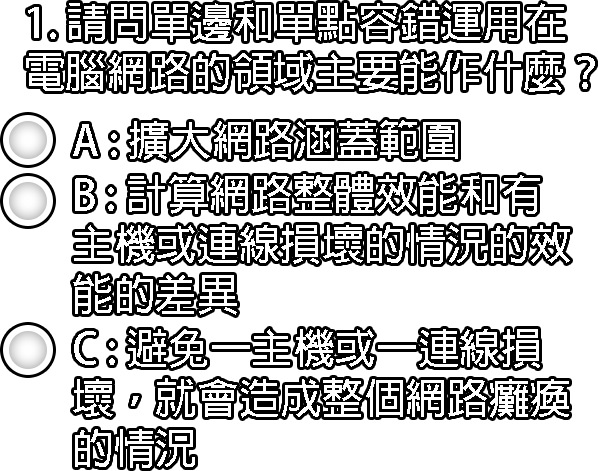 1.請問單邊和單點容錯運用在
電腦網路的領域主要能作什麼？
A:擴大網路涵蓋範圍
B:計算網路整體效能和有
主機或連線損壞的情況的效
能的差異
C:避免一主機或一連線損
壞，就會造成整個網路癱瘓
的情況